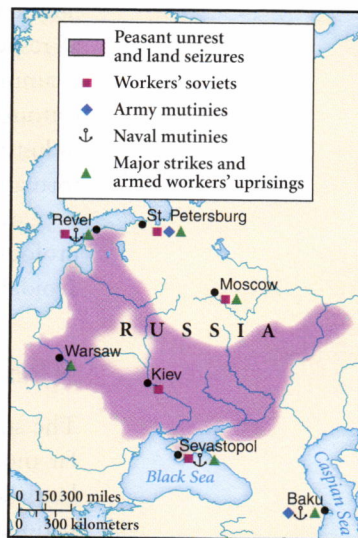 Peasant unrest
and land seizures
Workers' soviets
Army mutinies
Naval mutinies
Major strikes and
armed workers' uprisings
Revel
St. Petersburg
Moscow
RUSSIA
Warsaw
Kiev
Sevastopol
Black Sea
Caspian Sea
Baku
0 150 300 miles
0 300 kilometers